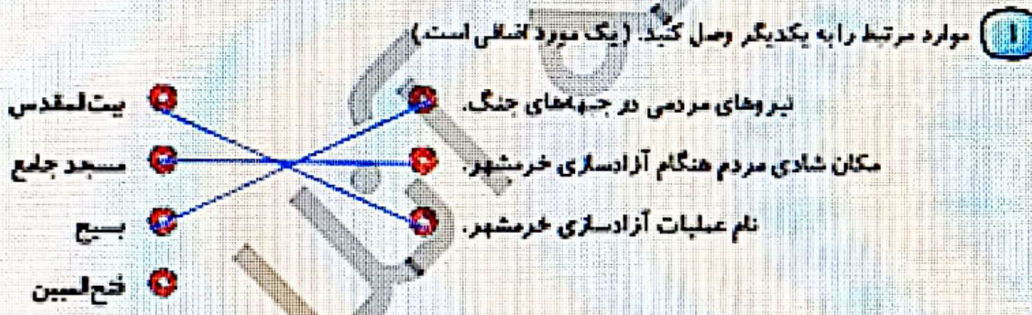 ۱ موارد مرتبط را به یکدیگر وصل کنید. (یک مورد اضافی است)
نیروهای مردمی در جبهه‌های جنگ. بیت‌المقدس
مکان شادی مردم هنگام آزادسازی خرمشهر. مسجد جامع
نام عملیات آزادسازی خرمشهر. بسیج
فتح‌المبین